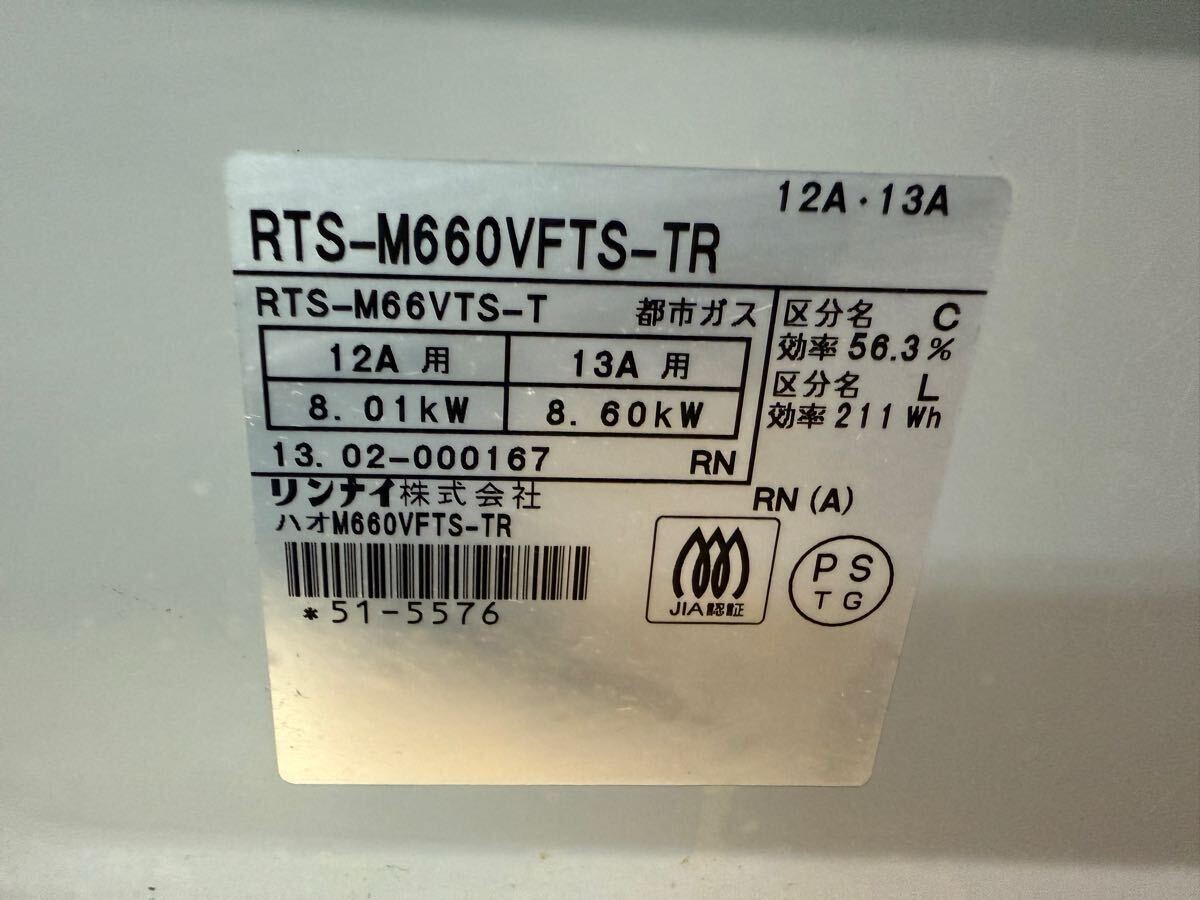 12A・13A
RTS-M660VFTS-TR
RTS-M66VTS-T 都市ガス
12A 用 13A 用
8.01kW 8.60kW
13.02-000167 RN
区分名 C
効率 56.3%
区分名 L
効率 211Wh
リンナイ株式会社
RN (A)
ハオM660VFTS-TR
*51-5576
JIA認証
PS
TG